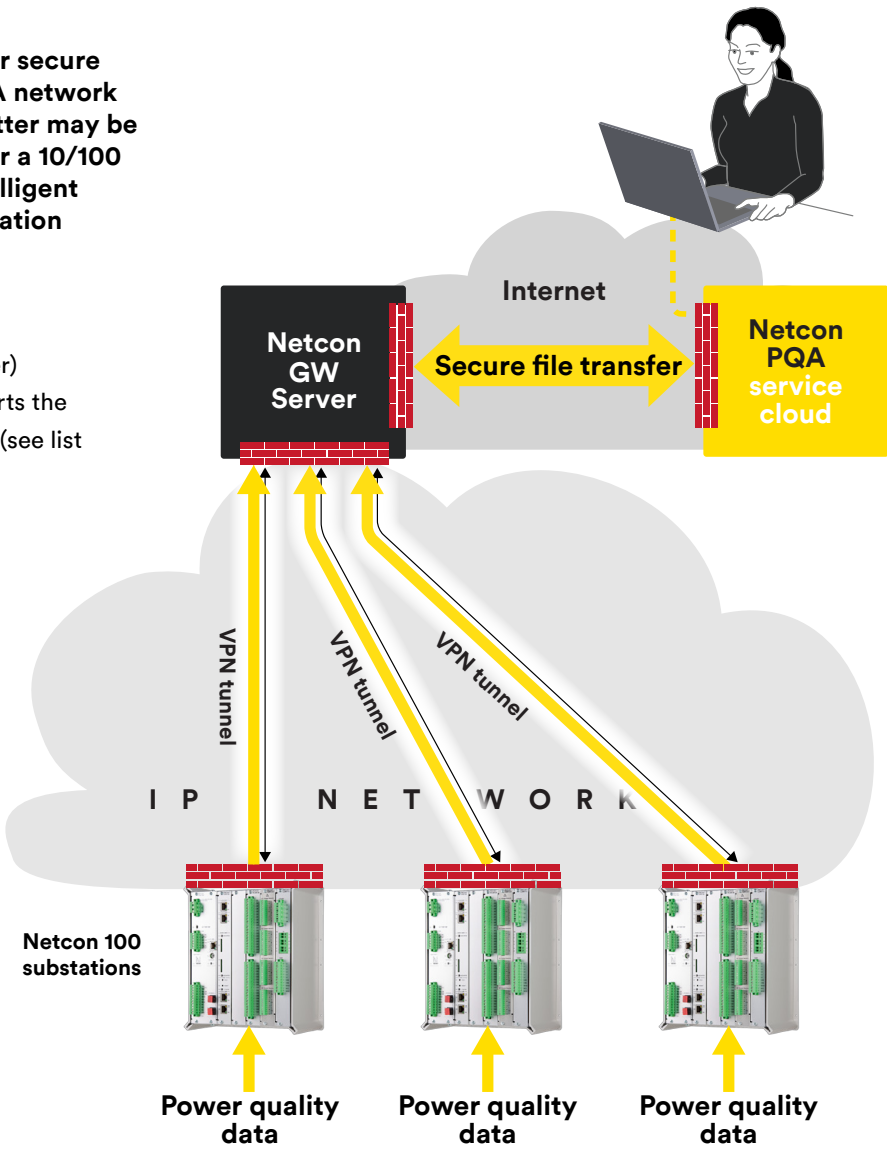 r secure
A network
tter may be
r a 10/100
lligent
ation
r)
rts the
(see list
Internet
Netcon
GW
Server
Secure file transfer
Netcon
PQA
service
cloud
VPN tunnel
VPN tunnel
VPN tunnel
IP NETWORK
Netcon 100
substations
Power quality
data
Power quality
data
Power quality
data